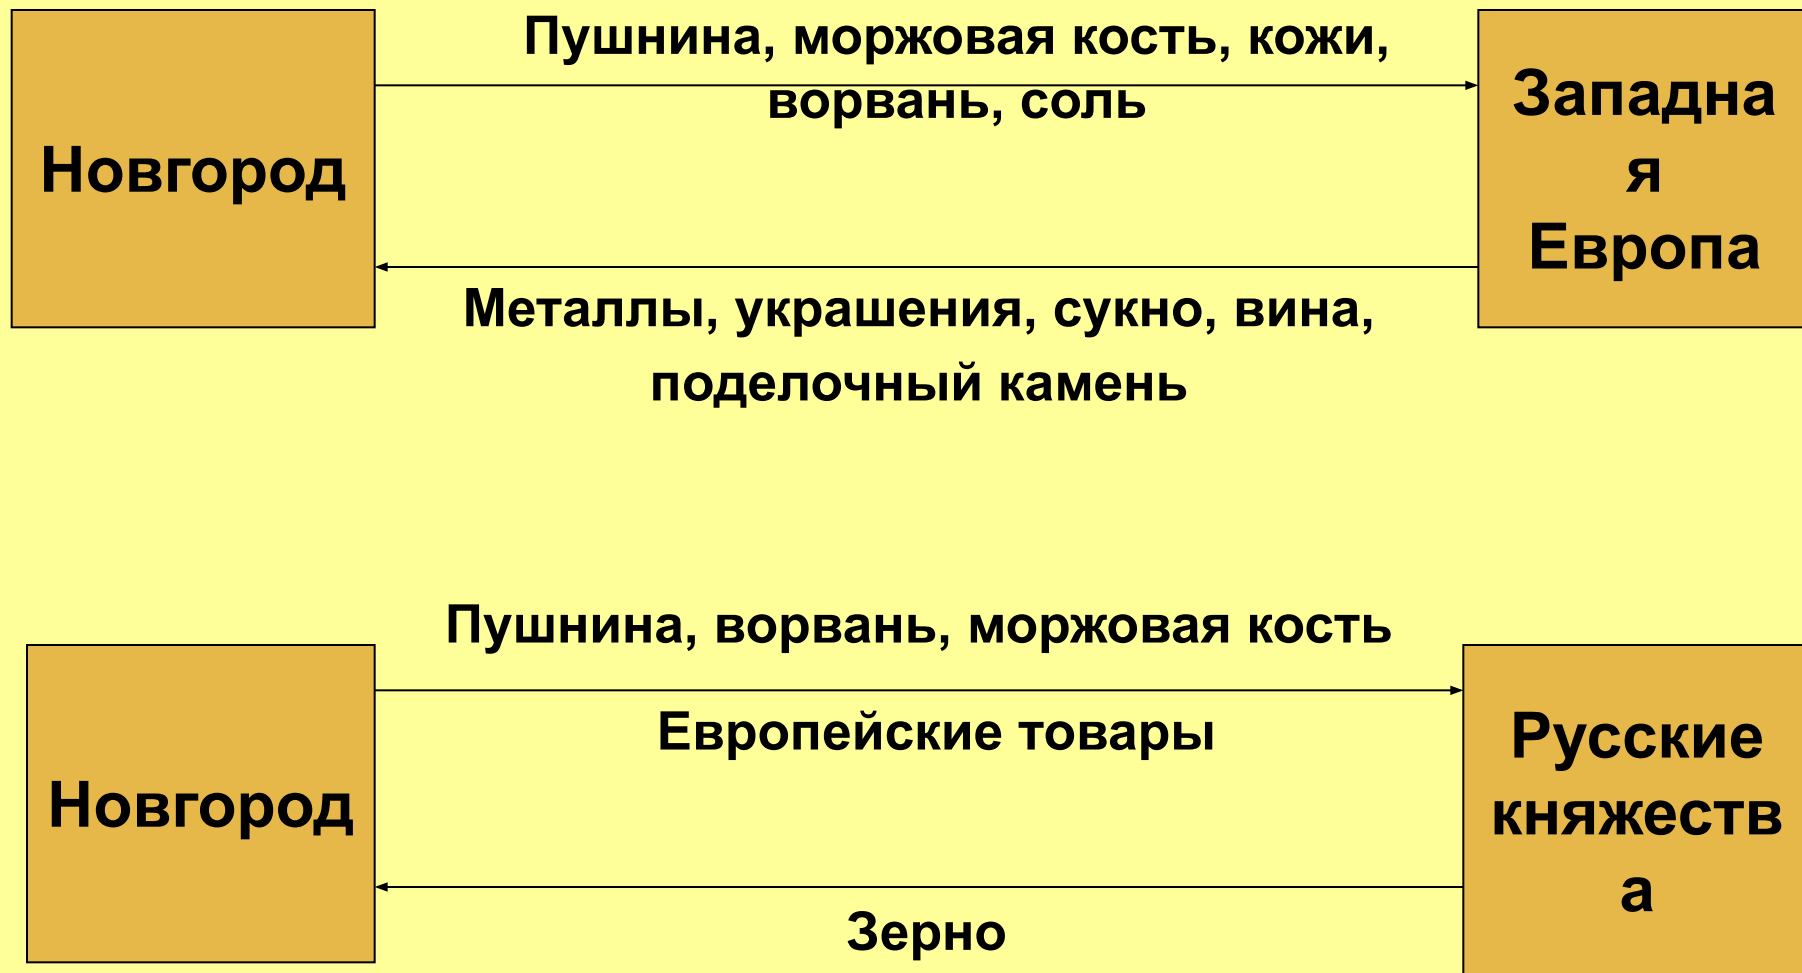 Новгород
Пушнина, моржовая кость, кожи,
ворвань, соль
Западна
я
Европа
Металлы, украшения, сукно, вина,
поделочный камень
Новгород
Пушнина, ворвань, моржовая кость
Европейские товары
Русские
княжеств
а
Зерно